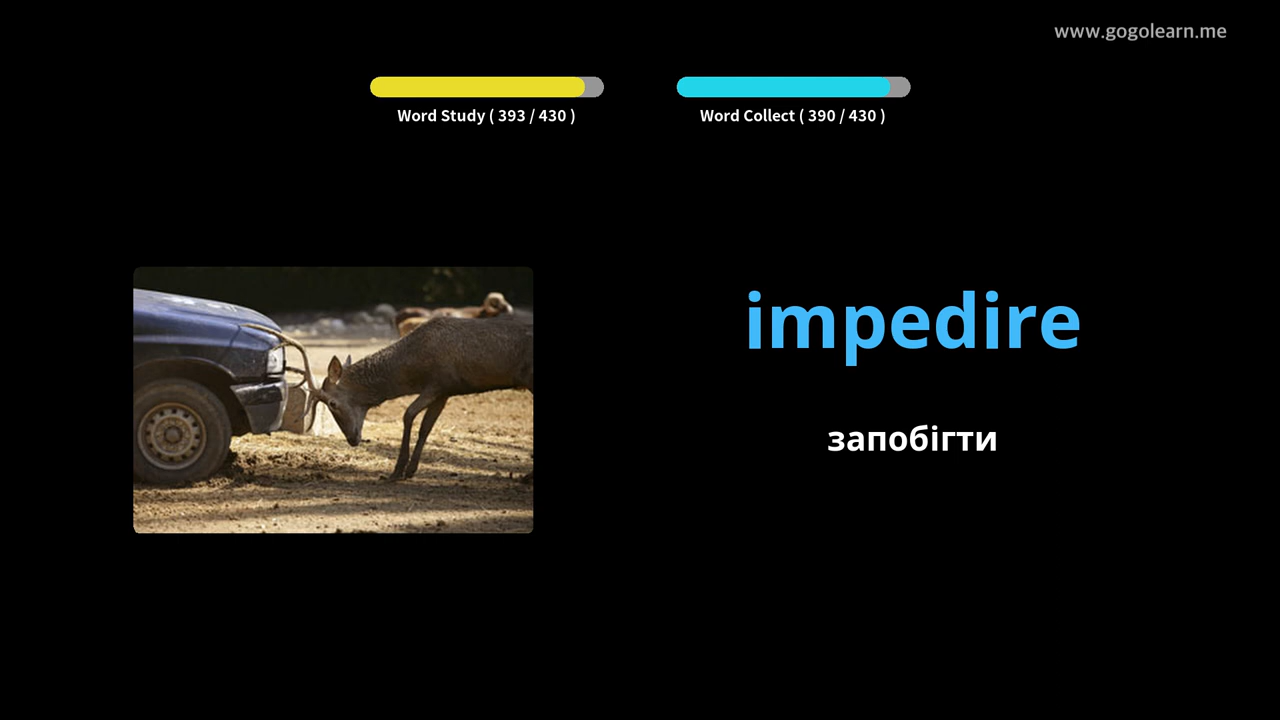 www.gogolearn.me
Word Study ( 393 / 430 )
Word Collect ( 390 / 430 )
impedire
запобігти